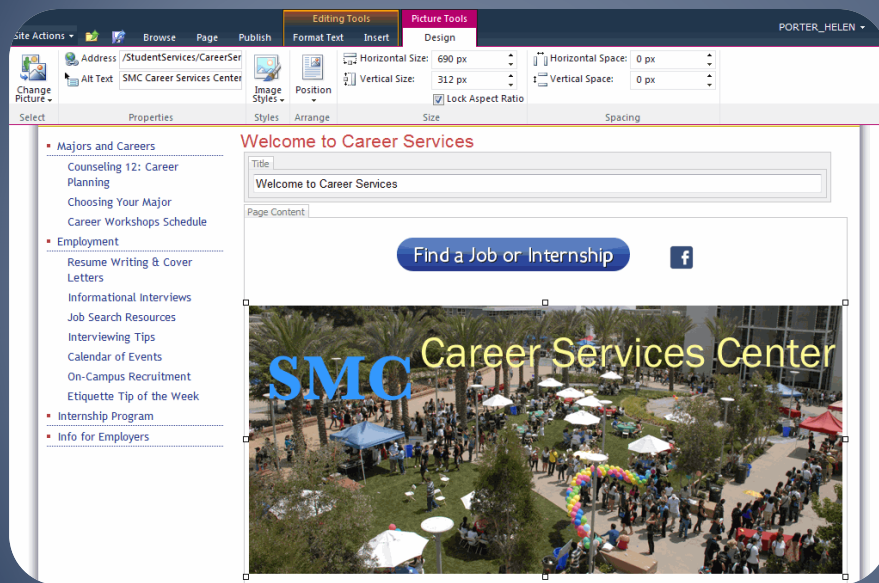 Editing Tools Picture Tools
Site Actions Browse Page Publish Format Text Insert Design PORTER_HELEN
Address /StudentServices/CareerSer
Alt Text SMC Career Services Center
Change Picture
Image Styles
Position
Horizontal Size: 690 px
Vertical Size: 312 px
Lock Aspect Ratio
Horizontal Space: 0 px
Vertical Space: 0 px
Select Properties Styles Arrange Size Spacing
Majors and Careers
Counseling 12: Career
Planning
Choosing Your Major
Career Workshops Schedule
Employment
Resume Writing & Cover
Letters
Informational Interviews
Job Search Resources
Interviewing Tips
Calendar of Events
On-Campus Recruitment
Etiquette Tip of the Week
Internship Program
Info for Employers
Welcome to Career Services
Title
Welcome to Career Services
Page Content
Find a Job or Internship f
SMC Career Services Center